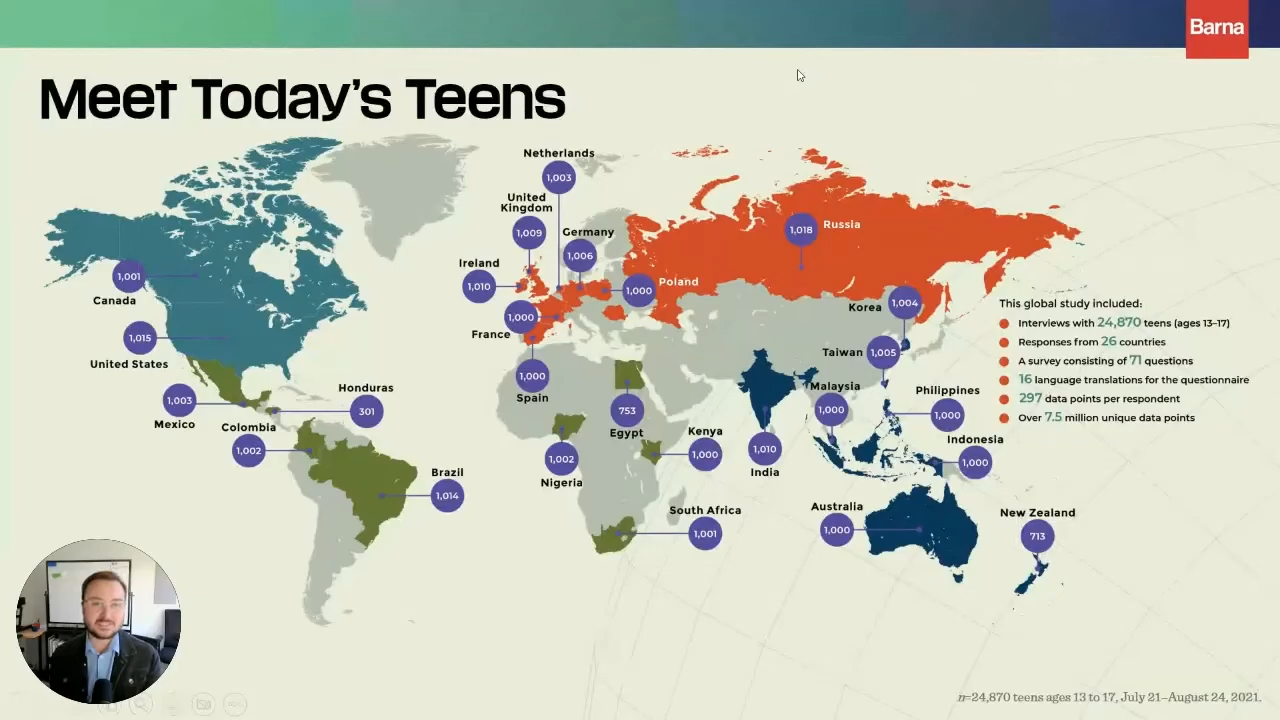 Barna
Meet Today's Teens
Netherlands
1,003
United
Kingdom
1,009
Germany
1,006
1,018
Russia
Ireland
1,010
1,000
Poland
1,001
Canada
1,000
France
Korea
1,004
This global study included:
Interviews with 24,870 teens (ages 13–17)
Responses from 26 countries
A survey consisting of 71 questions
16 language translations for the questionnaire
297 data points per respondent
Over 7.5 million unique data points
1,015
United States
Taiwan
1,005
1,000
Spain
Malaysia
1,000
Philippines
1,000
Honduras
301
1,003
Mexico
753
Egypt
Colombia
1,002
Kenya
1,000
Indonesia
1,000
1,010
India
1,002
Nigeria
Brazil
1,014
South Africa
1,001
Australia
1,000
New Zealand
713
n=24,870 teens ages 13 to 17, July 21–August 24, 2021.